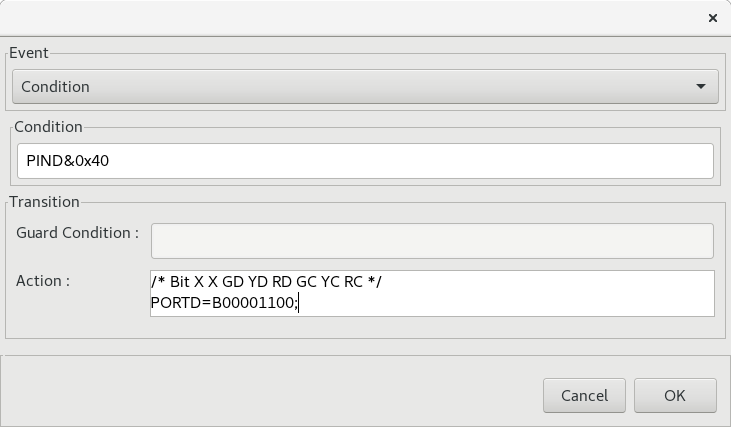 Event
Condition
Condition
PIND&0x40
Transition
Guard Condition :
Action :
/* Bit X X GD YD RD GC YC RC */
PORTD=B00001100;
Cancel
OK